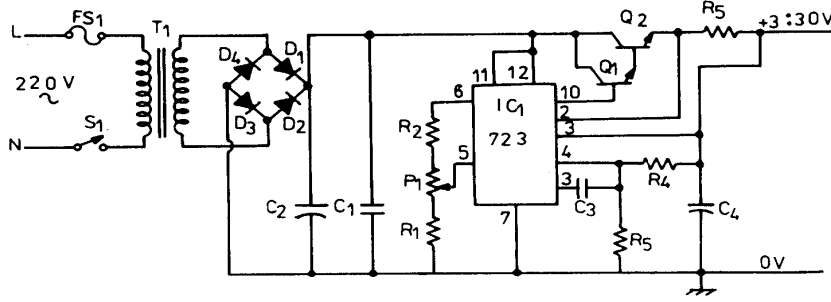 FS1
T1
L
220V
~
S1
N
D4
D1
D3
D2
C2
C1
R2
P1
R1
6
5
11
12
IC1
723
7
10
2
3
4
3
Q1
Q2
R5
+3:30V
R4
C3
R5
C4
0V